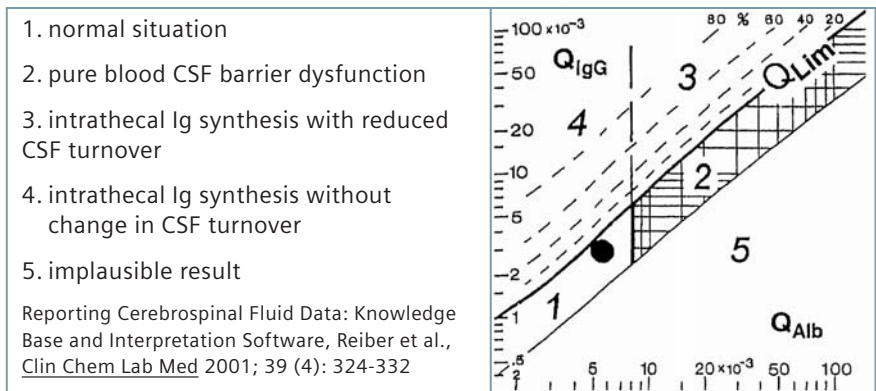 1. normal situation
2. pure blood CSF barrier dysfunction
3. intrathecal Ig synthesis with reduced
CSF turnover
4. intrathecal Ig synthesis without
change in CSF turnover
5. implausible result
Reporting Cerebrospinal Fluid Data: Knowledge
Base and Interpretation Software, Reiber et al.,
Clin Chem Lab Med 2001; 39 (4): 324-332
80 % 60 40 20
100 x10-3
QIgG
QLim
50
3
4
20
10
2
5
5
2
1
1
QAlb
.5
2 5 10 20 x10-3 50 100